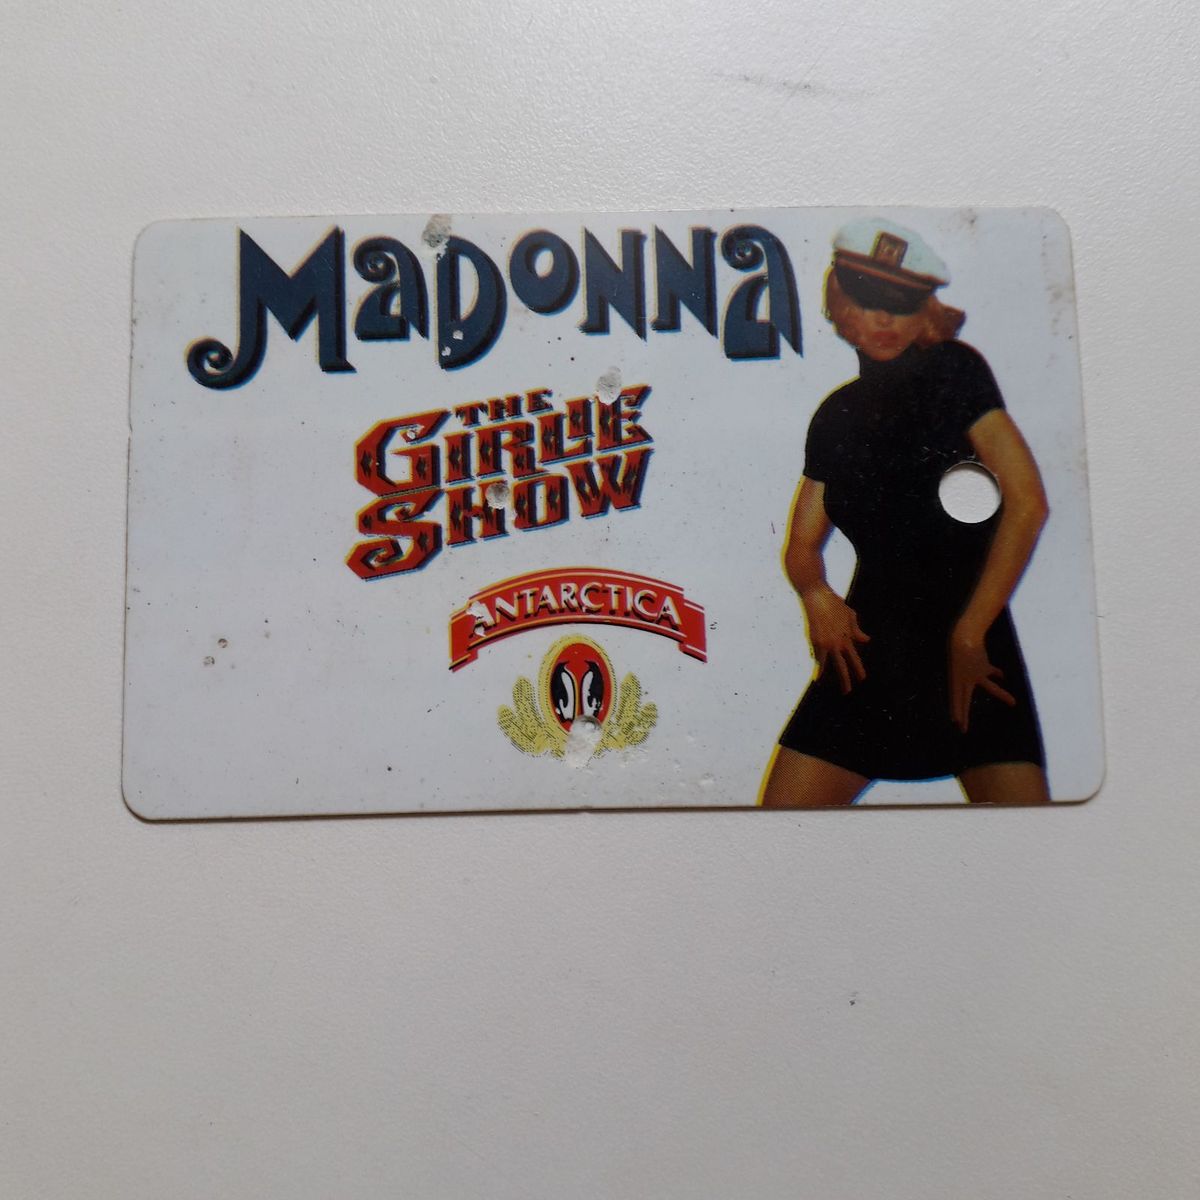 MADONNA
THE
GIRLIE
SHOW
ANTARCTICA